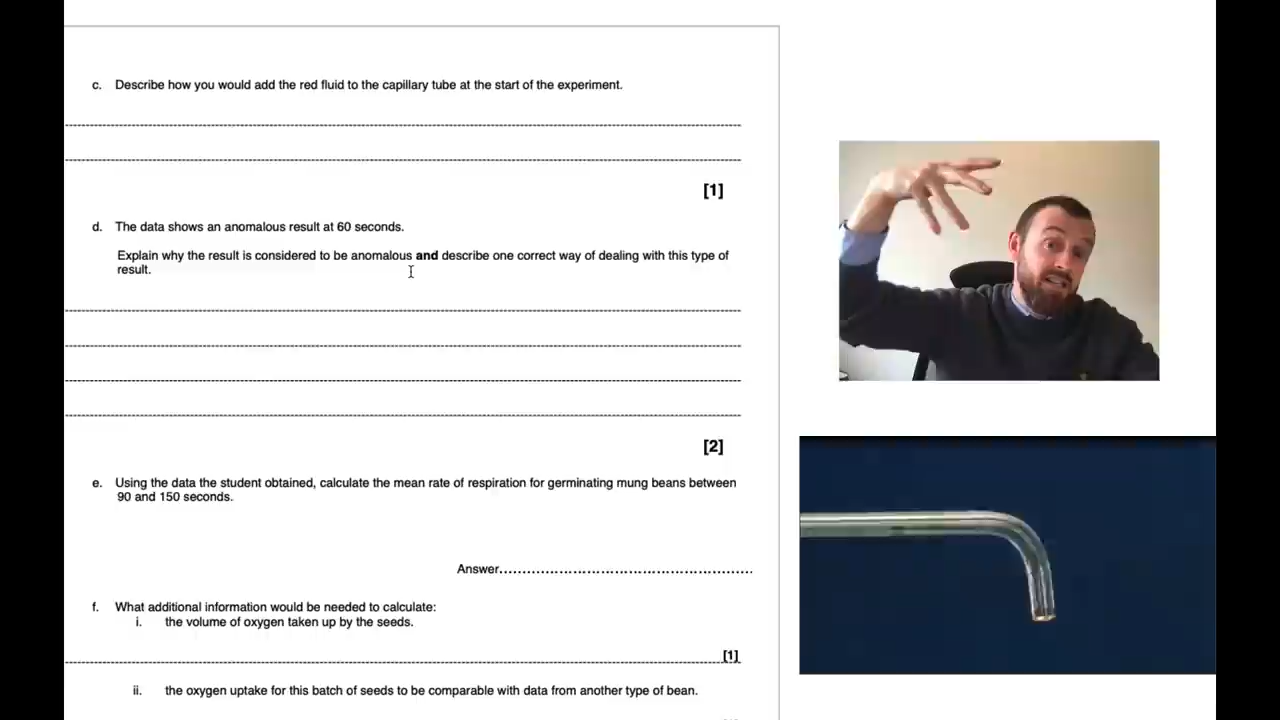 c. Describe how you would add the red fluid to the capillary tube at the start of the experiment.
[1]
d. The data shows an anomalous result at 60 seconds.
Explain why the result is considered to be anomalous and describe one correct way of dealing with this type of
result.
[2]
e. Using the data the student obtained, calculate the mean rate of respiration for germinating mung beans between
90 and 150 seconds.
Answer......................................................
f. What additional information would be needed to calculate:
i. the volume of oxygen taken up by the seeds.
[1]
ii. the oxygen uptake for this batch of seeds to be comparable with data from another type of bean.